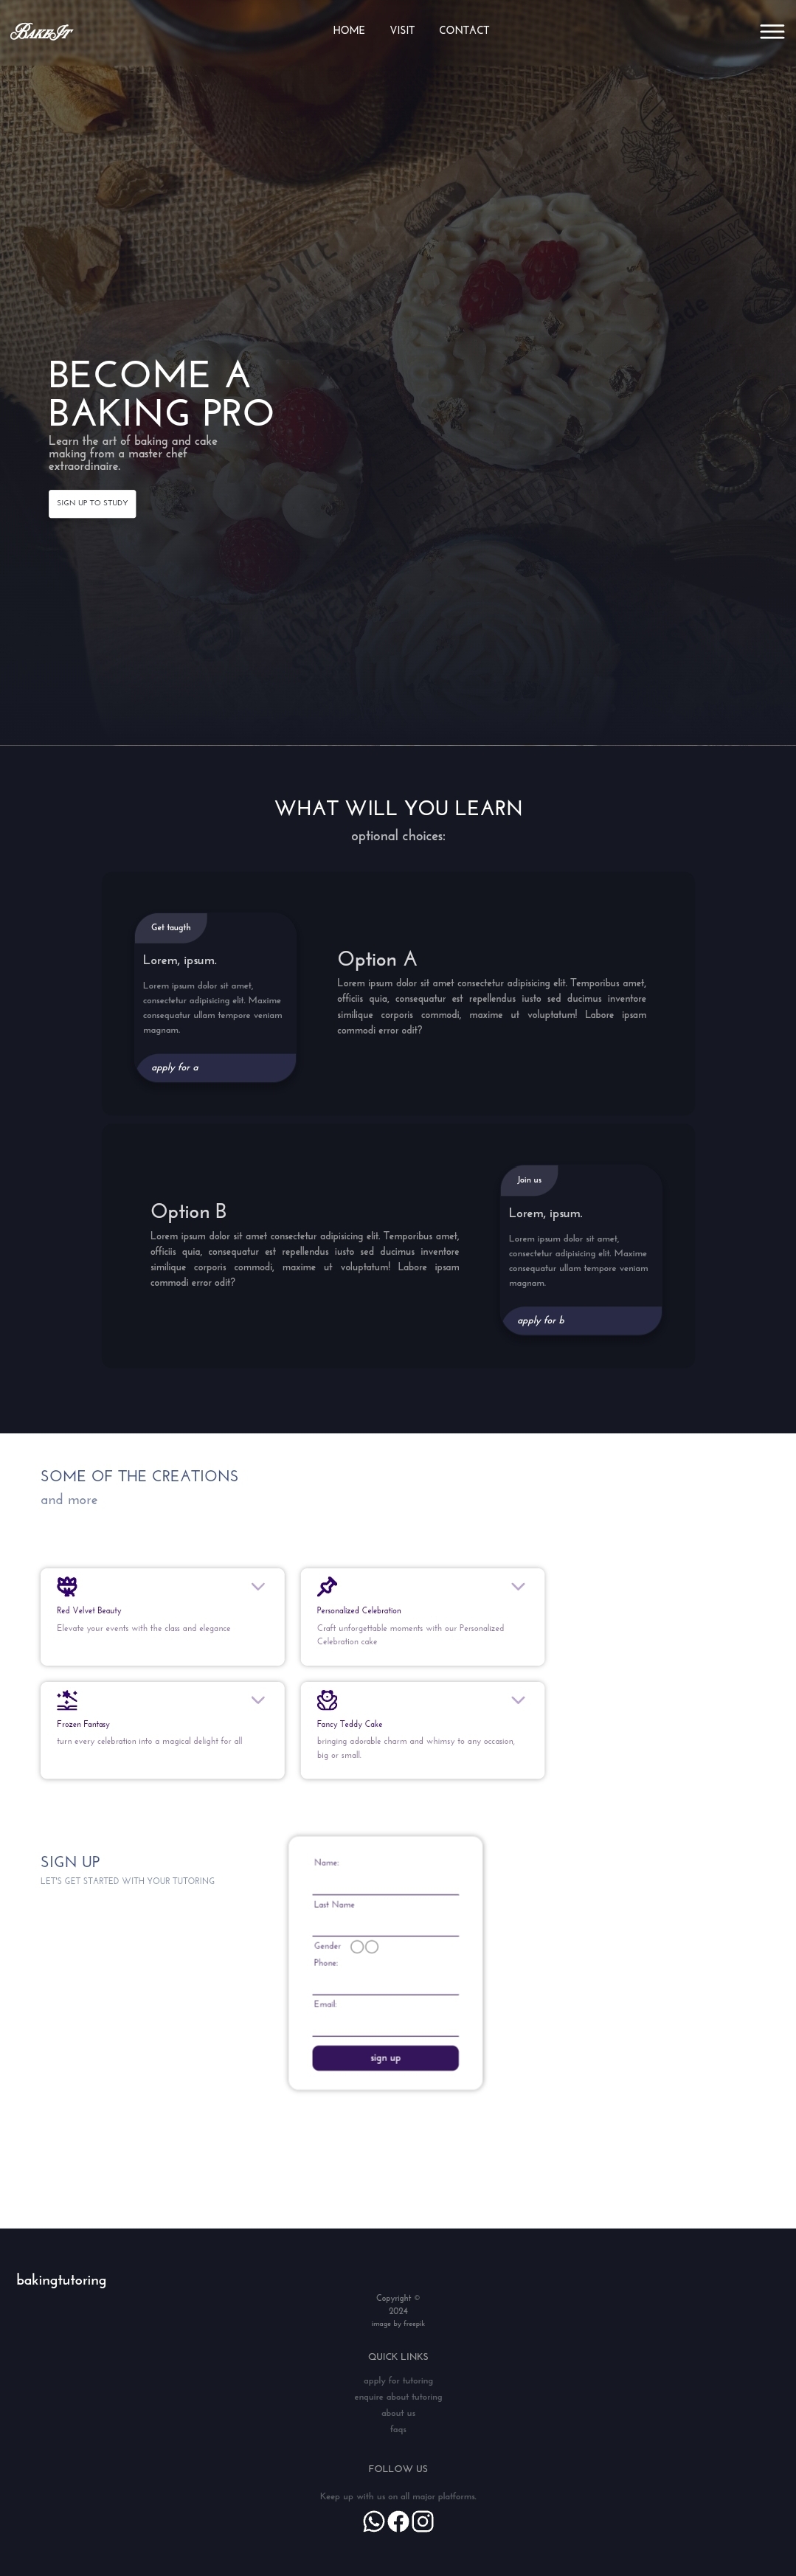 BakeIt
HOME VISIT CONTACT
BECOME A
BAKING PRO
Learn the art of baking and cake
making from a master chef
extraordinaire.
SIGN UP TO STUDY
WHAT WILL YOU LEARN
optional choices:
Get taugth
Lorem, ipsum.
Lorem ipsum dolor sit amet,
consectetur adipisicing elit. Maxime
consequatur ullam tempore veniam
magnam.
apply for a
Option A
Lorem ipsum dolor sit amet consectetur adipisicing elit. Temporibus amet,
officiis quia, consequatur est repellendus iusto sed ducimus inventore
similique corporis commodi, maxime ut voluptatum! Labore ipsam
commodi error odit?
Option B
Lorem ipsum dolor sit amet consectetur adipisicing elit. Temporibus amet,
officiis quia, consequatur est repellendus iusto sed ducimus inventore
similique corporis commodi, maxime ut voluptatum! Labore ipsam
commodi error odit?
Join us
Lorem, ipsum.
Lorem ipsum dolor sit amet,
consectetur adipisicing elit. Maxime
consequatur ullam tempore veniam
magnam.
apply for b
SOME OF THE CREATIONS
and more
Red Velvet Beauty
Elevate your events with the class and elegance
Personalized Celebration
Craft unforgettable moments with our Personalized
Celebration cake
Frozen Fantasy
turn every celebration into a magical delight for all
Fancy Teddy Cake
bringing adorable charm and whimsy to any occasion,
big or small.
SIGN UP
LET'S GET STARTED WITH YOUR TUTORING
Name:
Last Name
Gender
Phone:
Email:
sign up
bakingtutoring
Copyright ©
2024
image by freepik
QUICK LINKS
apply for tutoring
enquire about tutoring
about us
faqs
FOLLOW US
Keep up with us on all major platforms.